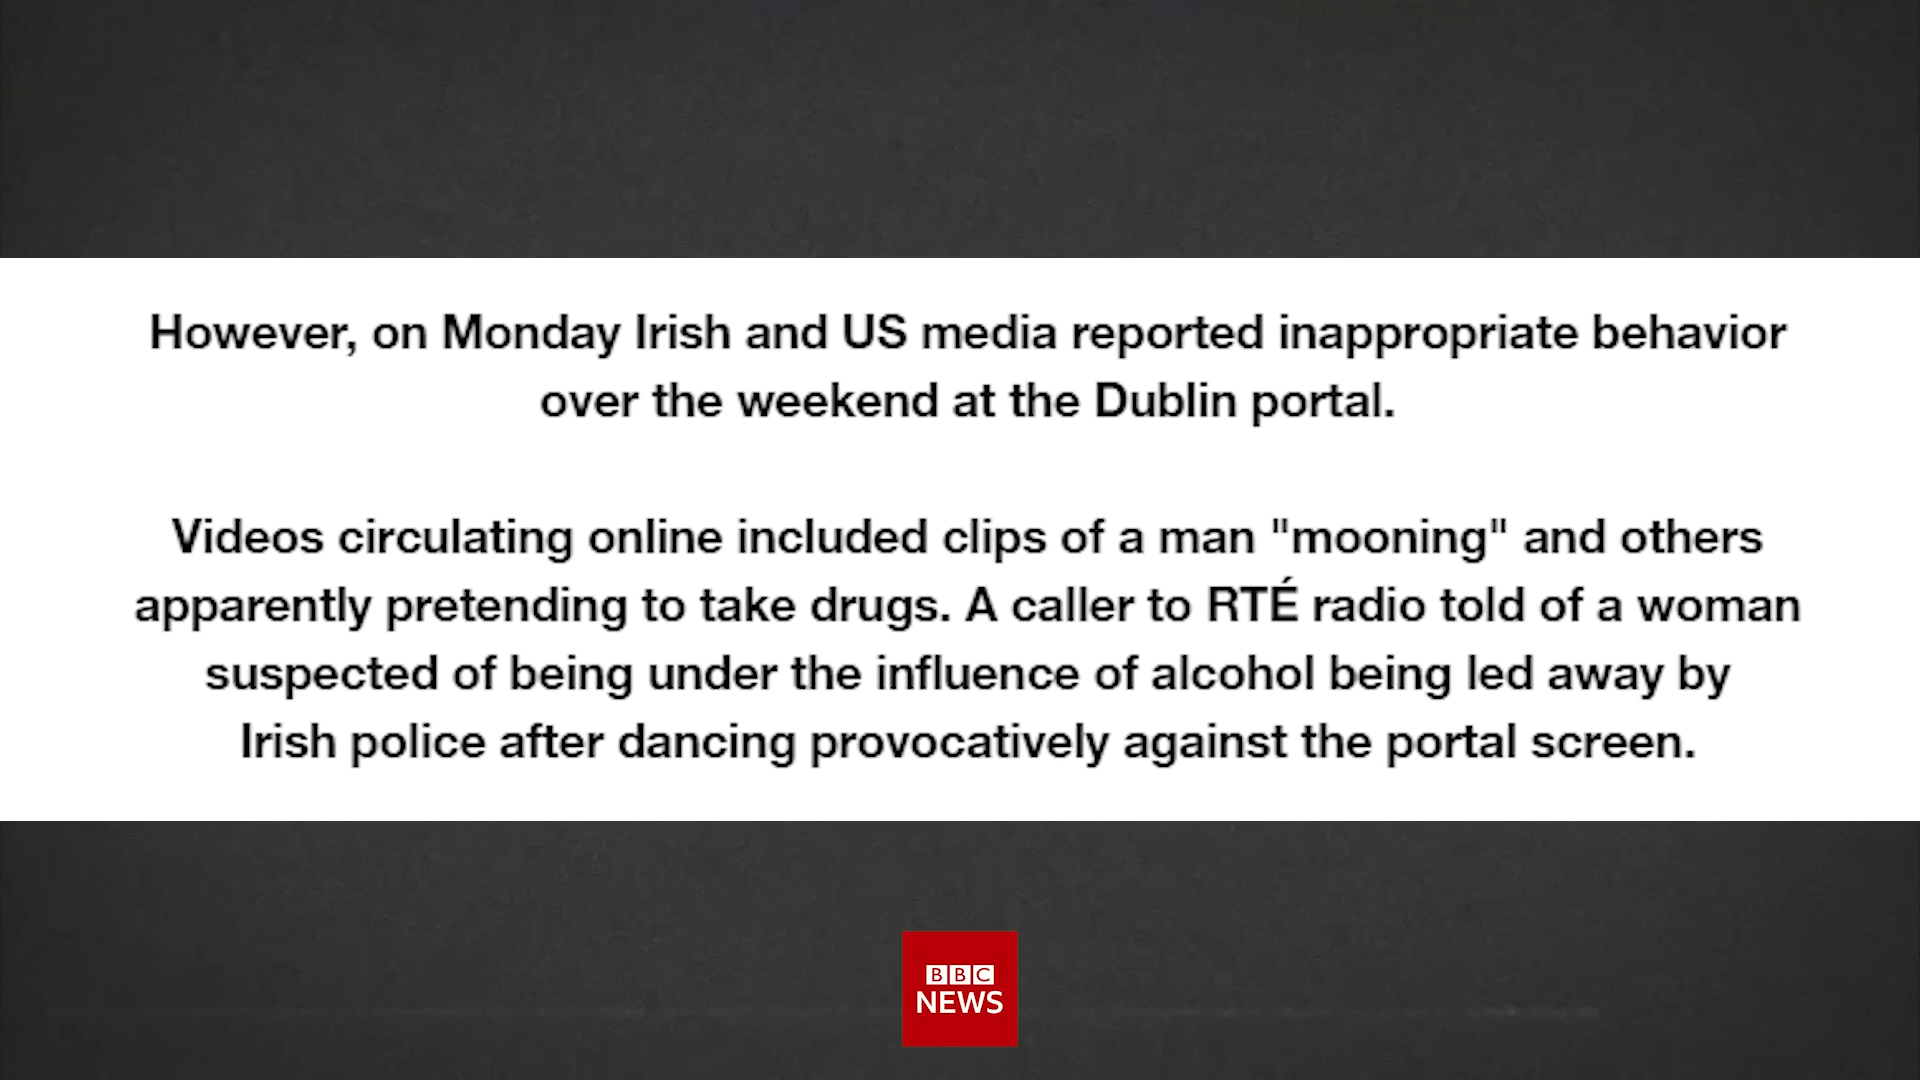 However, on Monday Irish and US media reported inappropriate behavior
over the weekend at the Dublin portal.
Videos circulating online included clips of a man "mooning" and others
apparently pretending to take drugs. A caller to RTÉ radio told of a woman
suspected of being under the influence of alcohol being led away by
Irish police after dancing provocatively against the portal screen.
BBC
NEWS